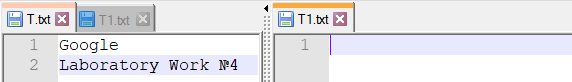 T.txt T1.txt
1 Google
2 Laboratory Work №4
T1.txt
1